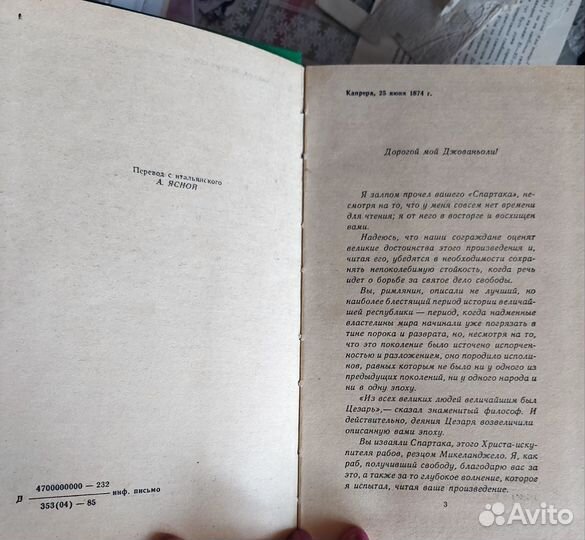 Перевод с итальянского
А. ЯСНОЙ
Д 4700000000 — 232
353(04) — 85
инф. письмо
Капрера, 25 июня 1874 г.
Дорогой мой Джованьоли!
Я залпом прочел вашего «Спартака», не-
смотря на то, что у меня совсем нет времени
для чтения; я от него в восторге и восхищен
вами.
Надеюсь, что наши сограждане оценят
великие достоинства этого произведения и,
читая его, убедятся в необходимости сохра-
нять непоколебимую стойкость, когда речь
идет о борьбе за святое дело свободы.
Вы, римлянин, описали не лучший, но
наиболее блестящий период истории величай-
шей республики — период, когда надменные
властелины мира начинали уже погрязать в
тине порока и разврата, но, несмотря на то,
что это поколение было источено испорчен-
ностью и разложением, оно породило исполи-
нов, равных которым не было ни у одного из
предыдущих поколений, ни у одного народа и
ни в одну эпоху.
«Из всех великих людей величайшим был
Цезарь»,— сказал знаменитый философ. И
действительно, деяния Цезаря возвеличили
описанную вами эпоху.
Вы изваяли Спартака, этого Христа-иску-
пителя рабов, резцом Микеланджело. Я, как
раб, получивший свободу, благодарю вас за
это, а также за то глубокое волнение, которое
я испытал, читая ваше произведение.
3
Avito